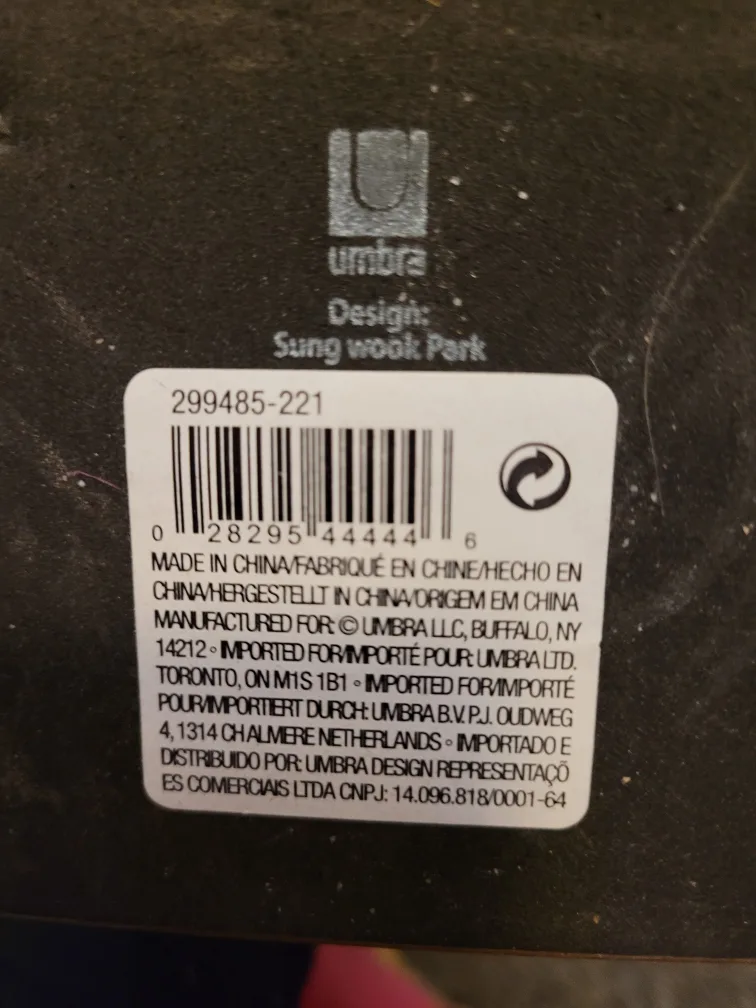 umbra
Design:
Sung wook Park
299485-221
0 28295 44444 6
MADE IN CHINA/FABRIQUÉ EN CHINE/HECHO EN
CHINA/HERGESTELLT IN CHINA/ORIGEM EM CHINA
MANUFACTURED FOR: © UMBRA LLC, BUFFALO, NY
14212 ◦ IMPORTED FOR/IMPORTÉ POUR: UMBRA LTD.
TORONTO, ON M1S 1B1 ◦ IMPORTED FOR/IMPORTÉ
POUR/IMPORTIERT DURCH: UMBRA B.V. P.J. OUDWEG
4, 1314 CH ALMERE NETHERLANDS ◦ IMPORTADO E
DISTRIBUIDO POR: UMBRA DESIGN REPRESENTAÇÕ
ES COMERCIAIS LTDA CNPJ: 14.096.818/0001-64